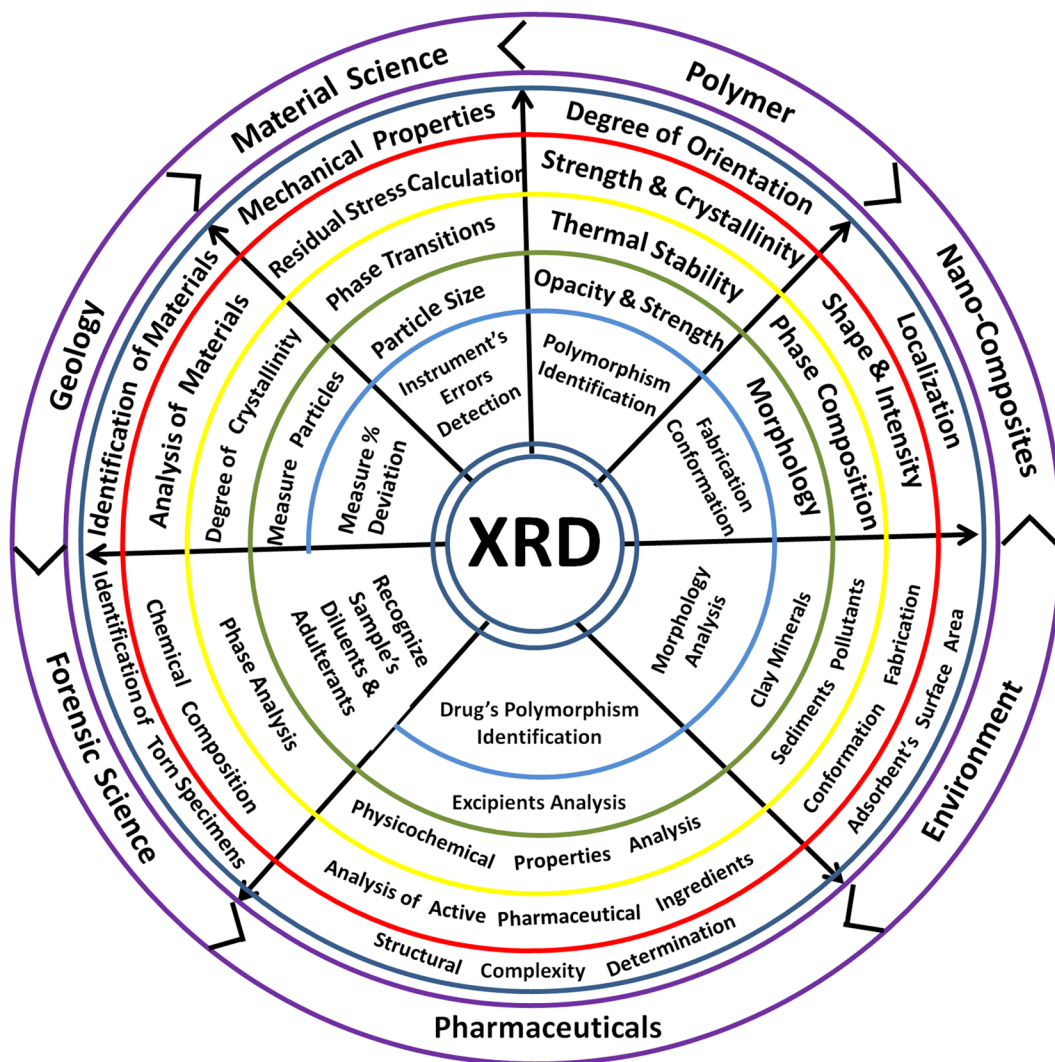 XRD
Material Science
Mechanical Properties
Residual Stress Calculation
Phase Transitions
Particle Size
Instrument's
Errors
Detection
Polymer
Degree of Orientation
Strength & Crystallinity
Thermal Stability
Opacity & Strength
Polymorphism
Identification
Nano-Composites
Localization
Shape & Intensity
Phase Composition
Morphology
Fabrication
Conformation
Environment
Adsorbent's Surface Area
Conformation Fabrication
Sediments Pollutants
Clay Minerals
Morphology
Analysis
Drug's Polymorphism
Identification
Excipients Analysis
Physicochemical Properties Analysis
Analysis of Active Pharmaceutical Ingredients
Structural Complexity Determination
Pharmaceuticals
Forensic Science
Identification of Torn Specimens
Chemical Composition
Phase Analysis
Recognize
Sample's
Diluents &
Adulterants
Geology
Identification of Materials
Analysis of Materials
Degree of Crystallinity
Measure Particles
Measure %
Deviation